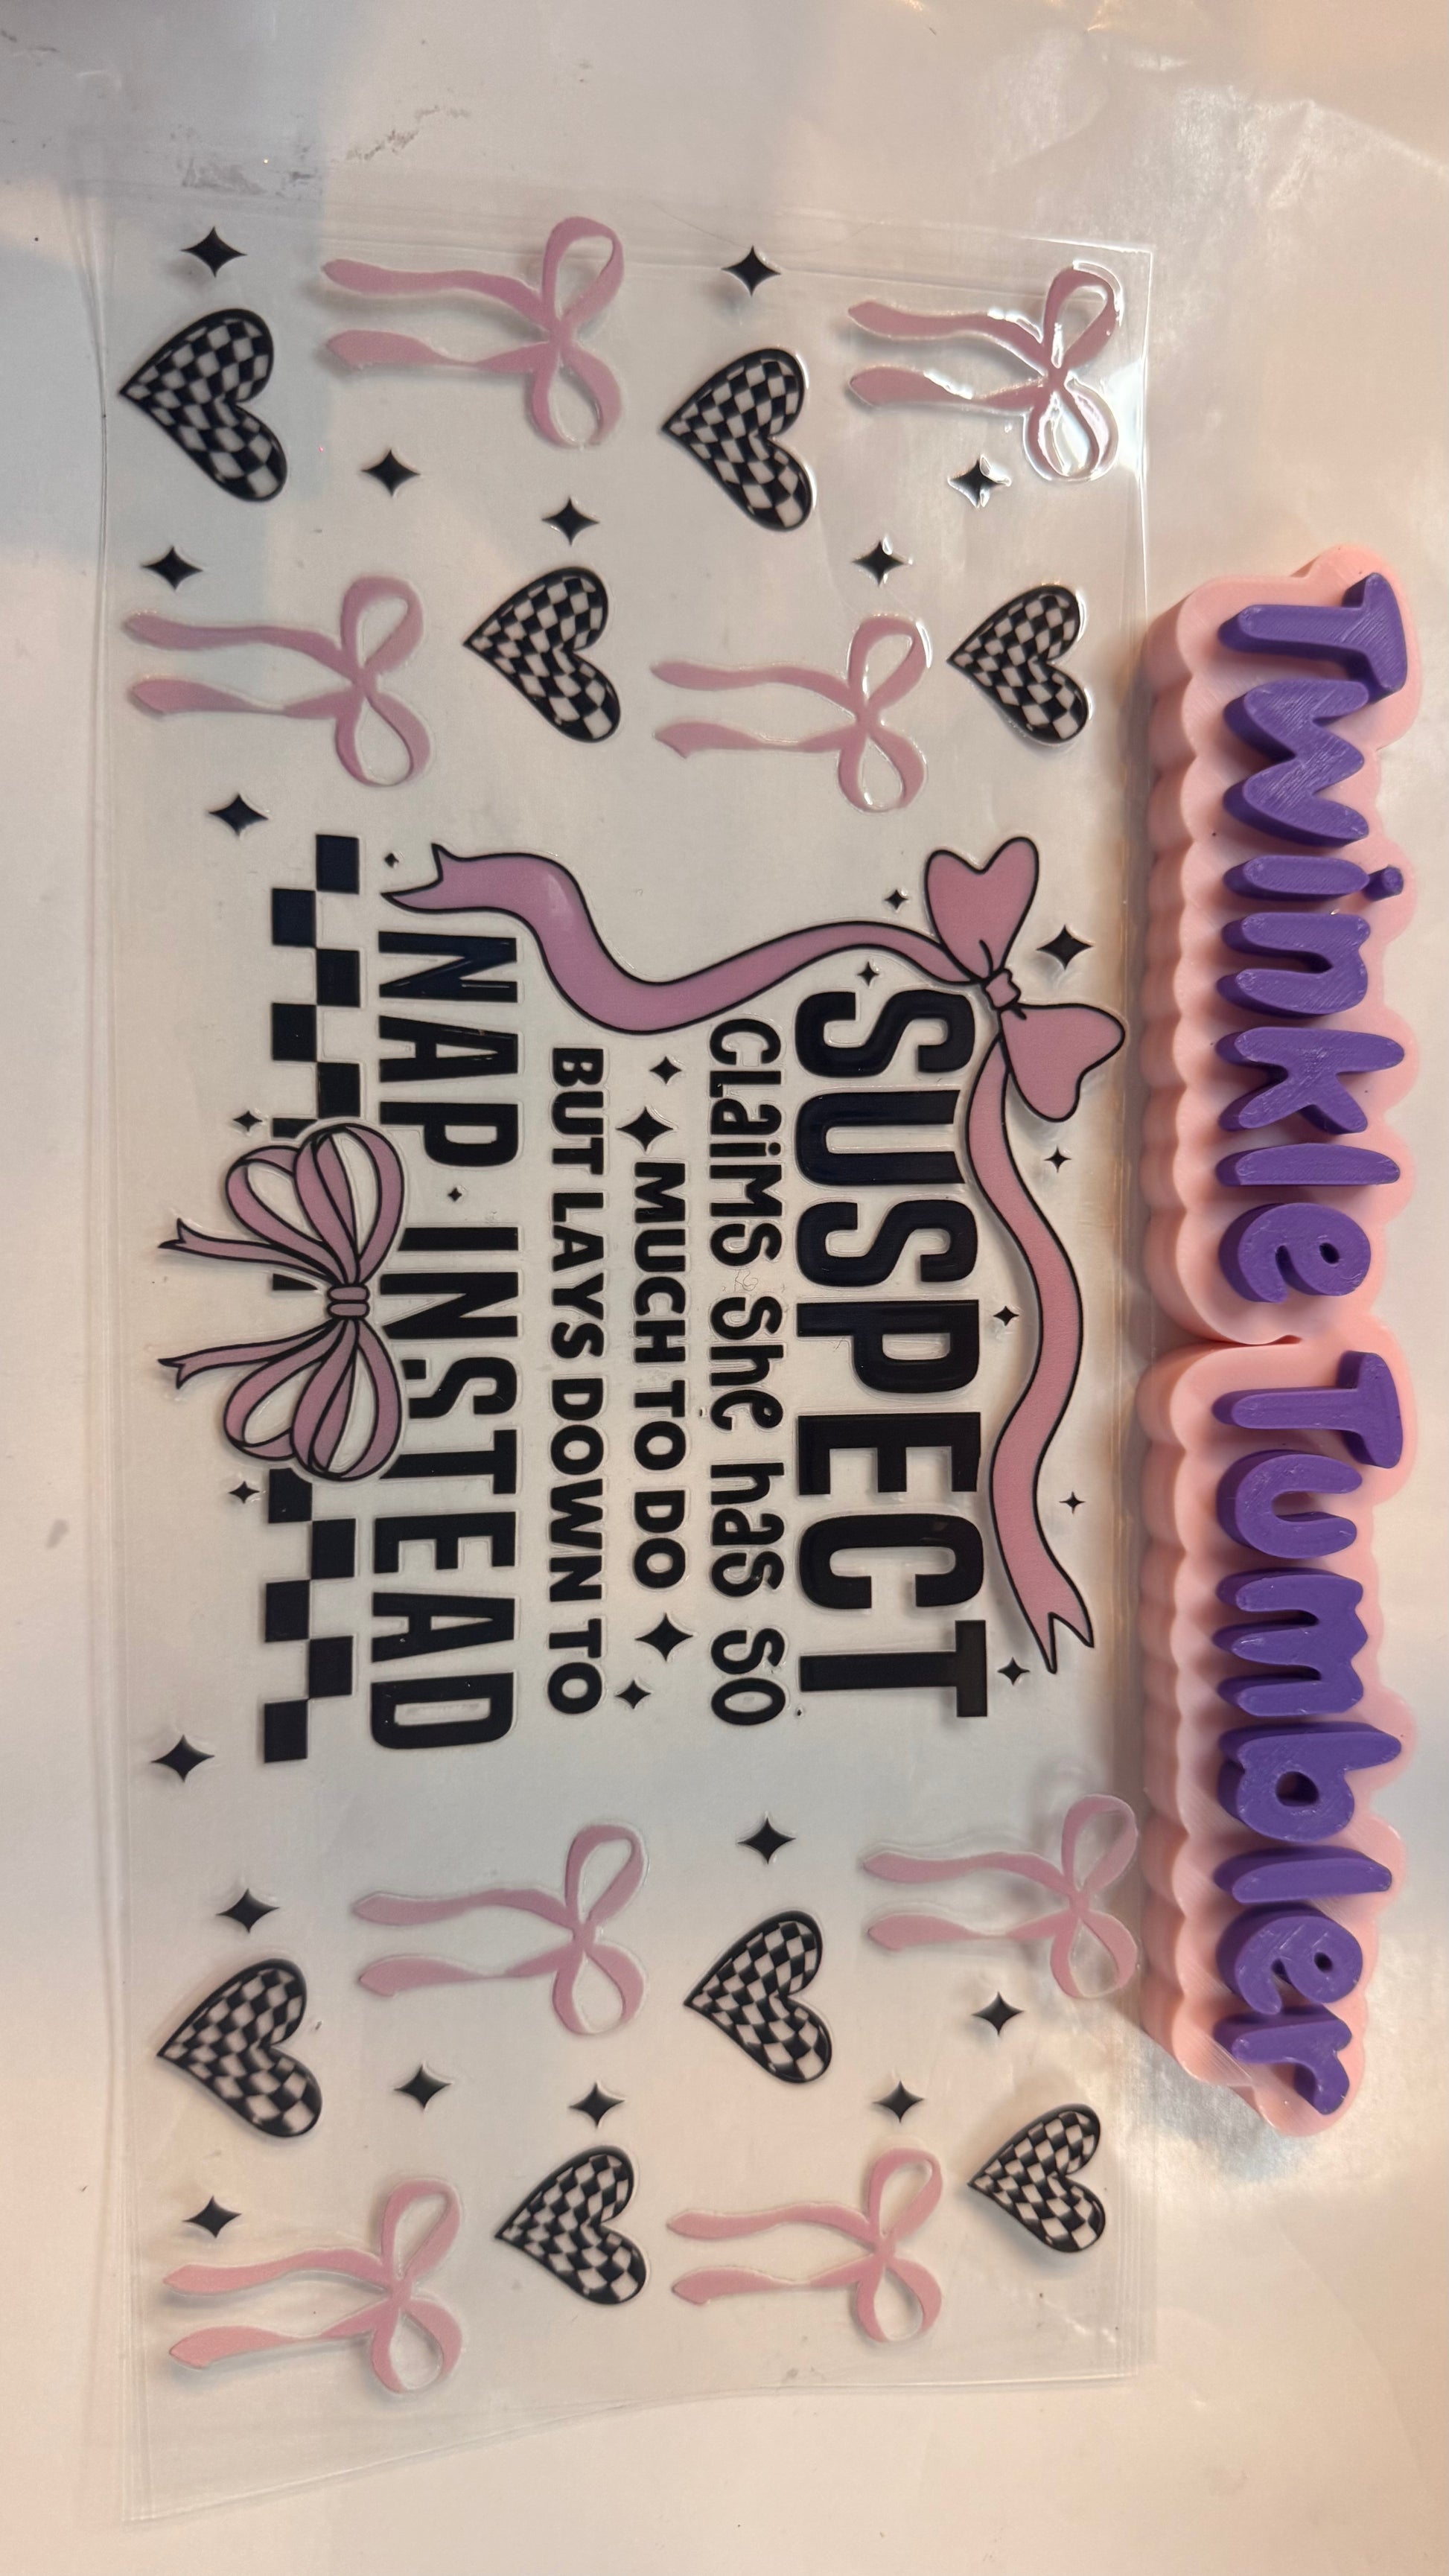 Twinkle Tumbler
SUSPECT
CLaiMS She haS SO
MUCH TO DO
BUT LAYS DOWN TO
NAP INSTEAD